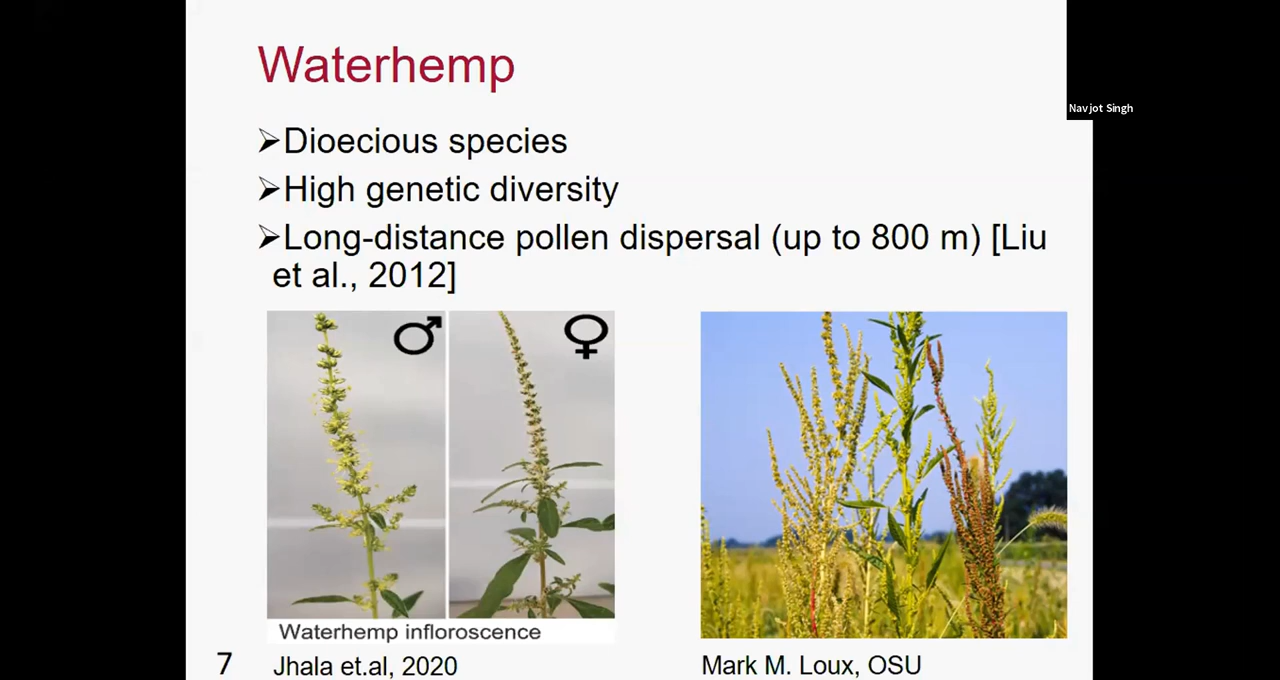 Waterhemp
Navjot Singh
➢Dioecious species
➢High genetic diversity
➢Long-distance pollen dispersal (up to 800 m) [Liu
et al., 2012]
♂ ♀
Waterhemp infloroscence
7 Jhala et.al, 2020
Mark M. Loux, OSU